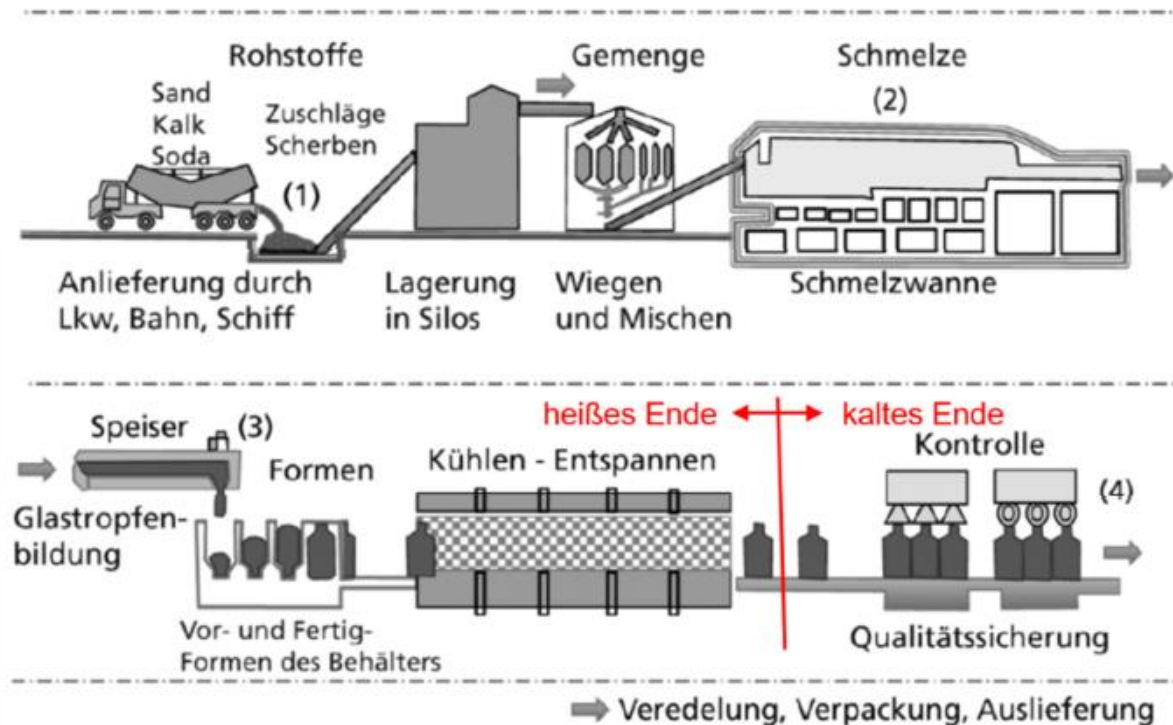 Rohstoffe
Gemenge
Schmelze
(2)
Sand
Kalk
Soda
Zuschläge
Scherben
(1)
Anlieferung durch
Lkw, Bahn, Schiff
Lagerung
in Silos
Wiegen
und Mischen
Schmelzwanne
heißes Ende
kaltes Ende
Speiser
(3)
Formen
Kühlen - Entspannen
Kontrolle
(4)
Glastropfen-
bildung
Vor- und Fertig-
Formen des Behälters
Qualitätssicherung
Veredelung, Verpackung, Auslieferung